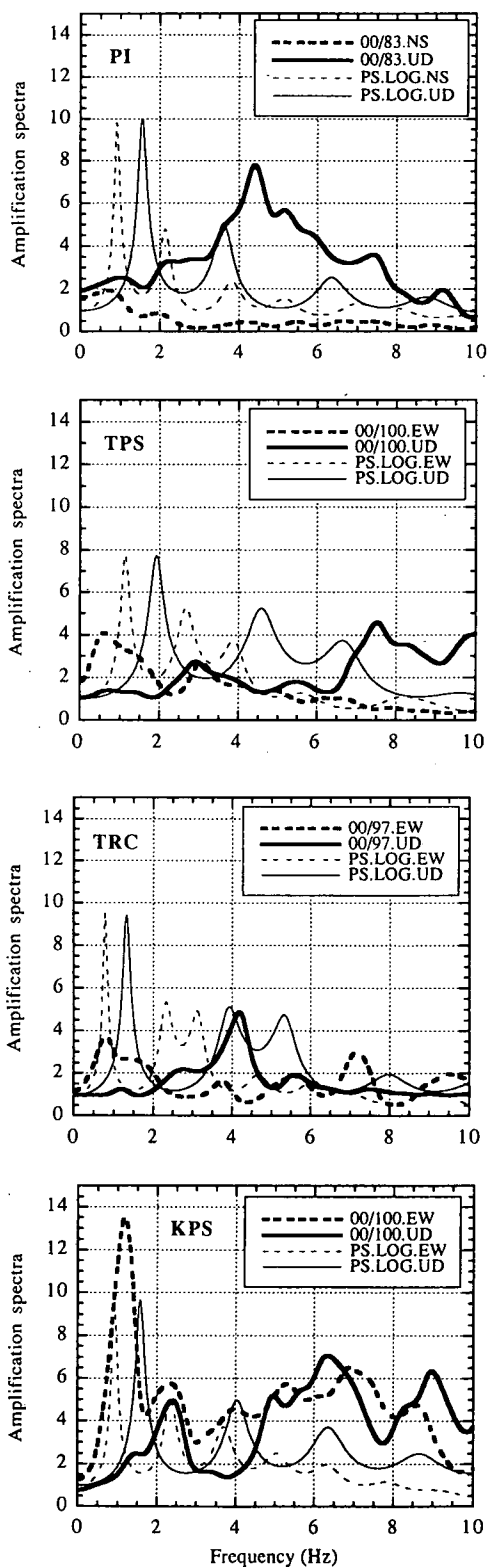 15
14
12
10
8
6
4
2
0
Amplification spectra
PI
00/83.NS
00/83.UD
PS.LOG.NS
PS.LOG.UD
0 2 4 6 8 10
15
14
12
10
8
6
4
2
0
Amplification spectra
TPS
00/100.EW
00/100.UD
PS.LOG.EW
PS.LOG.UD
0 2 4 6 8 10
15
14
12
10
8
6
4
2
0
Amplification spectra
TRC
00/97.EW
00/97.UD
PS.LOG.EW
PS.LOG.UD
0 2 4 6 8 10
15
14
12
10
8
6
4
2
0
Amplification spectra
KPS
00/100.EW
00/100.UD
PS.LOG.EW
PS.LOG.UD
0 2 4 6 8 10
Frequency (Hz)